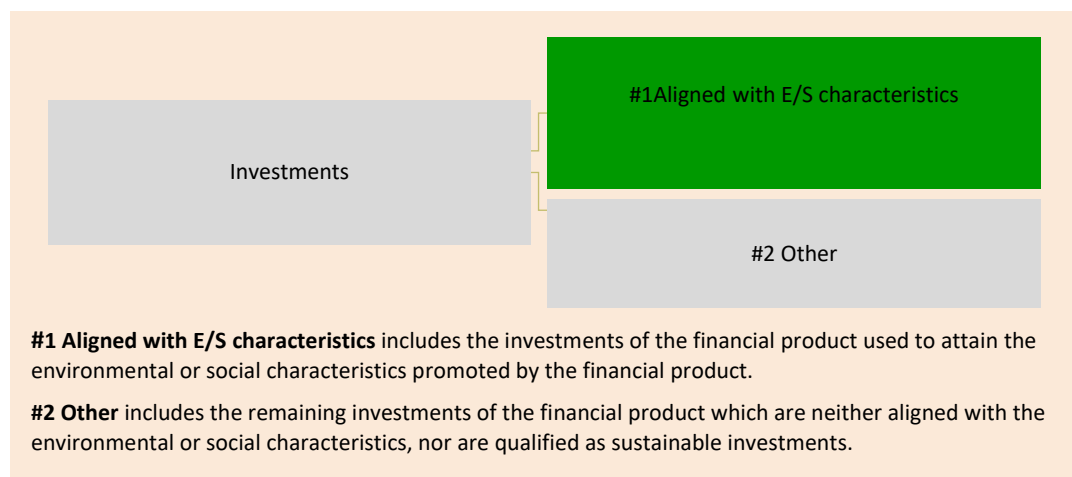 #1Aligned with E/S characteristics
Investments
#2 Other
#1 Aligned with E/S characteristics includes the investments of the financial product used to attain the
environmental or social characteristics promoted by the financial product.
#2 Other includes the remaining investments of the financial product which are neither aligned with the
environmental or social characteristics, nor are qualified as sustainable investments.